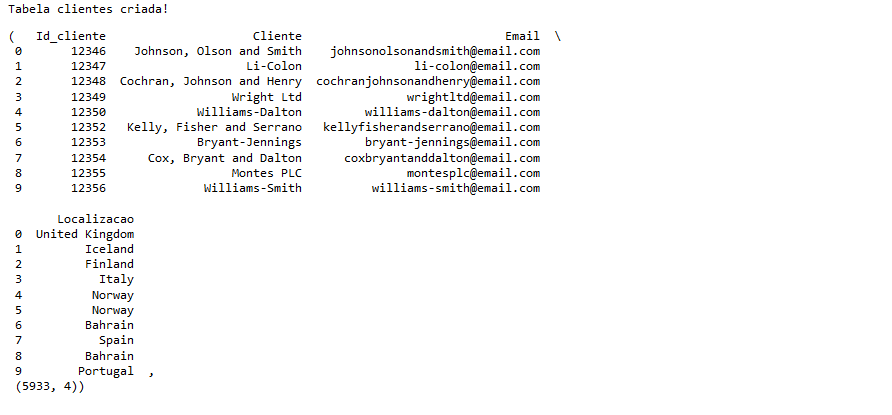 Tabela clientes criada!
(   Id_cliente                     Cliente                           Email  \
0       12346    Johnson, Olson and Smith    johnsonolsonandsmith@email.com
1       12347                    Li-Colon                li-colon@email.com
2       12348  Cochran, Johnson and Henry  cochranjohnsonandhenry@email.com
3       12349                  Wright Ltd               wrightltd@email.com
4       12350             Williams-Dalton         williams-dalton@email.com
5       12352   Kelly, Fisher and Serrano   kellyfisherandserrano@email.com
6       12353             Bryant-Jennings         bryant-jennings@email.com
7       12354      Cox, Bryant and Dalton      coxbryantanddalton@email.com
8       12355                  Montes PLC               montesplc@email.com
9       12356              Williams-Smith          williams-smith@email.com
Localizacao
0  United Kingdom
1         Iceland
2         Finland
3           Italy
4          Norway
5          Norway
6         Bahrain
7           Spain
8         Bahrain
9        Portugal  ,
(5933, 4))